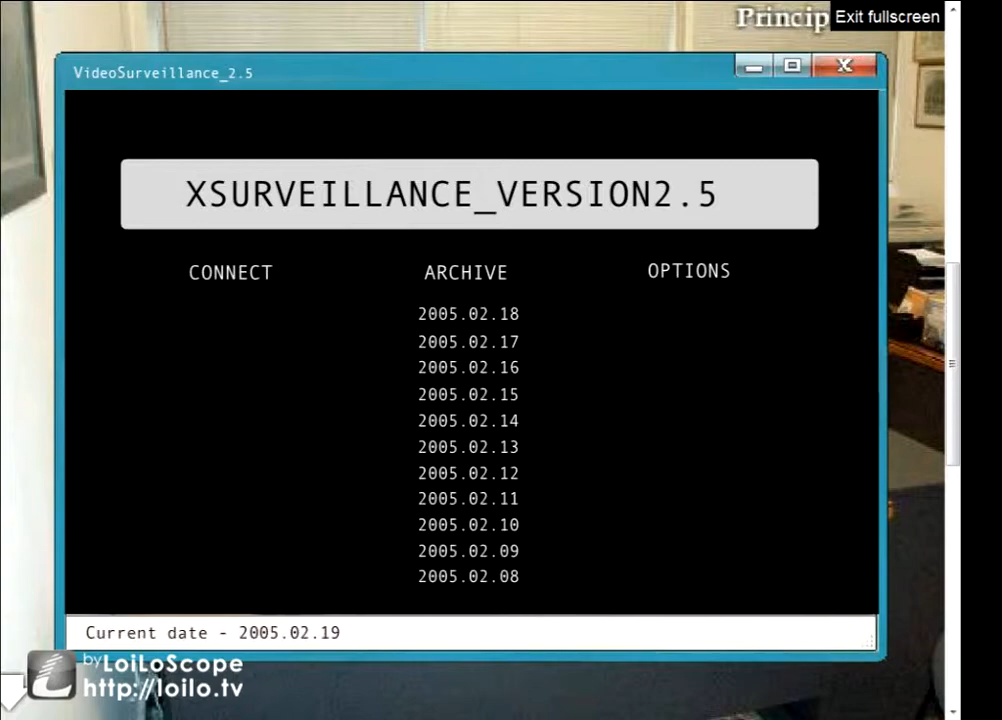 Princip
Exit fullscreen
VideoSurveillance_2.5
XSURVEILLANCE_VERSION2.5
CONNECT ARCHIVE OPTIONS
2005.02.18
2005.02.17
2005.02.16
2005.02.15
2005.02.14
2005.02.13
2005.02.12
2005.02.11
2005.02.10
2005.02.09
2005.02.08
Current date - 2005.02.19
by LoiLoScope
http://loilo.tv